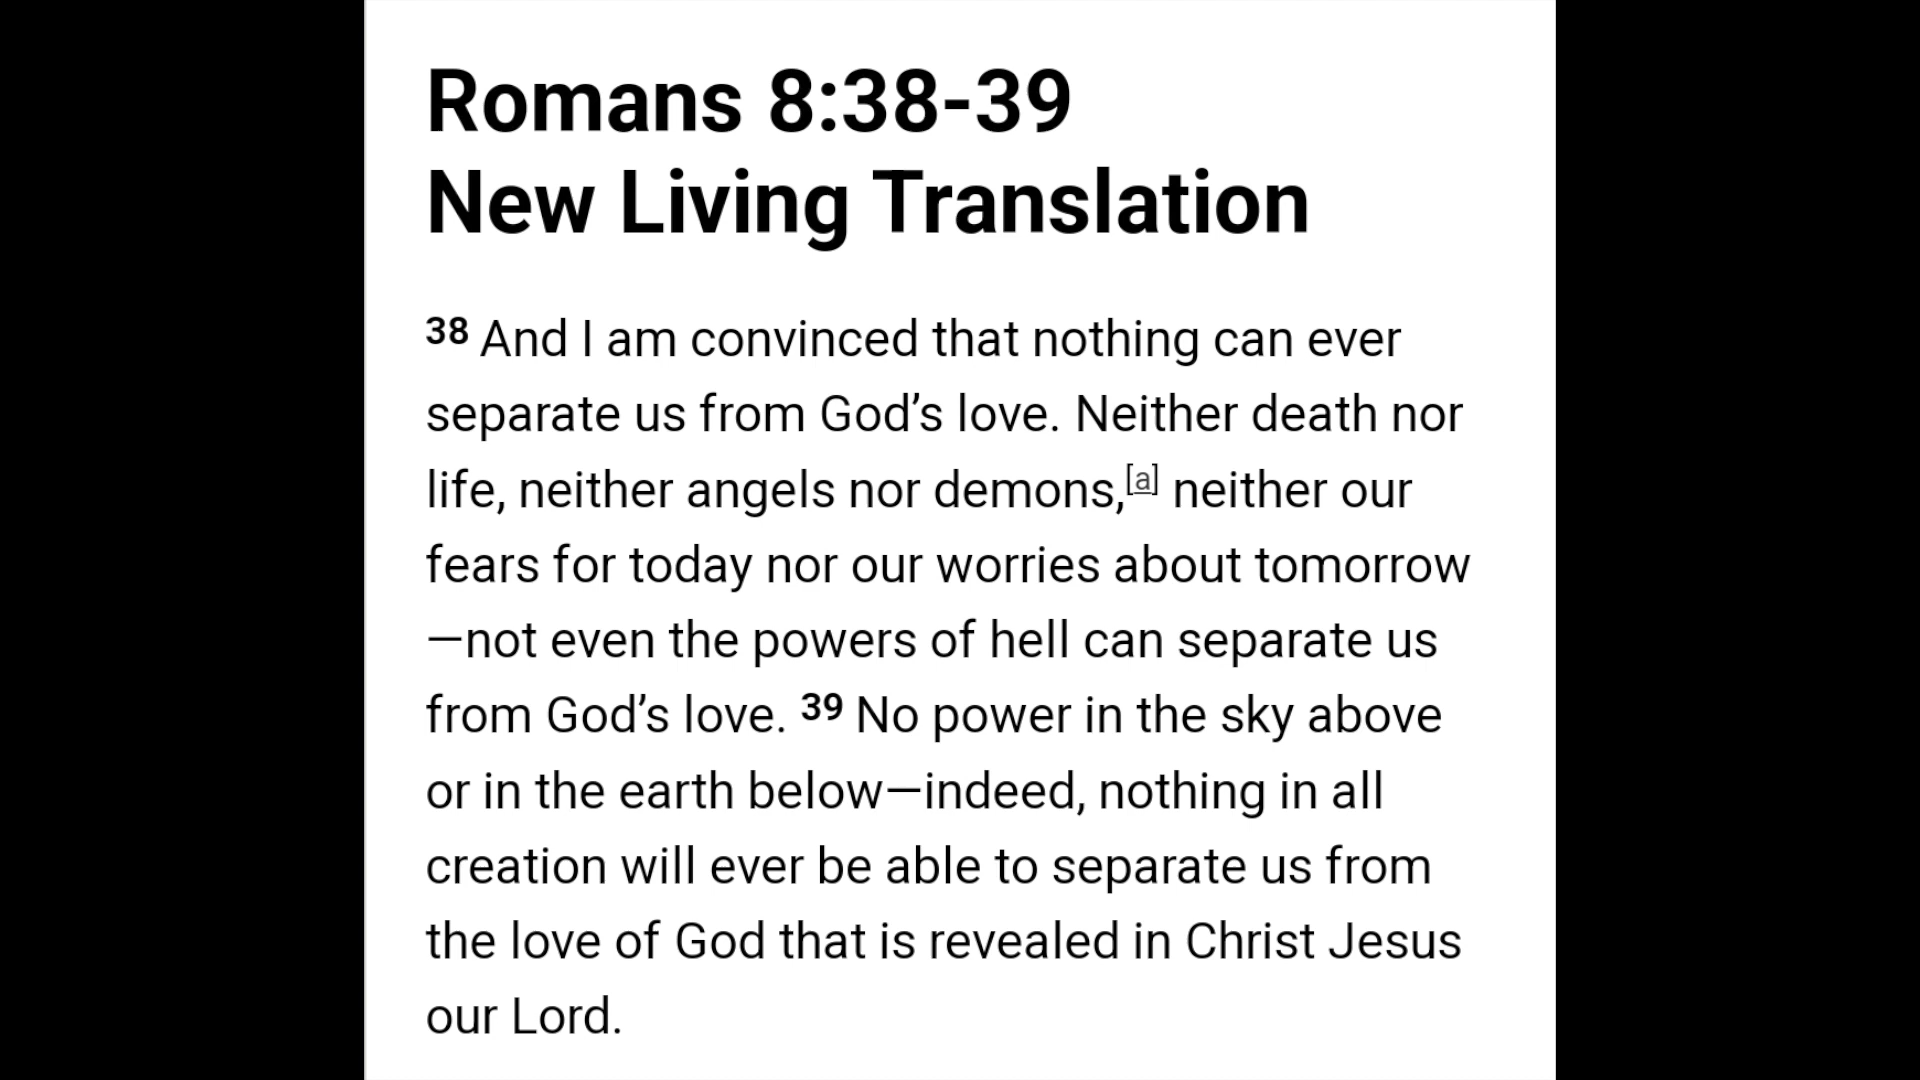 Romans 8:38-39
New Living Translation
38 And I am convinced that nothing can ever
separate us from God’s love. Neither death nor
life, neither angels nor demons,[a] neither our
fears for today nor our worries about tomorrow
—not even the powers of hell can separate us
from God’s love. 39 No power in the sky above
or in the earth below—indeed, nothing in all
creation will ever be able to separate us from
the love of God that is revealed in Christ Jesus
our Lord.